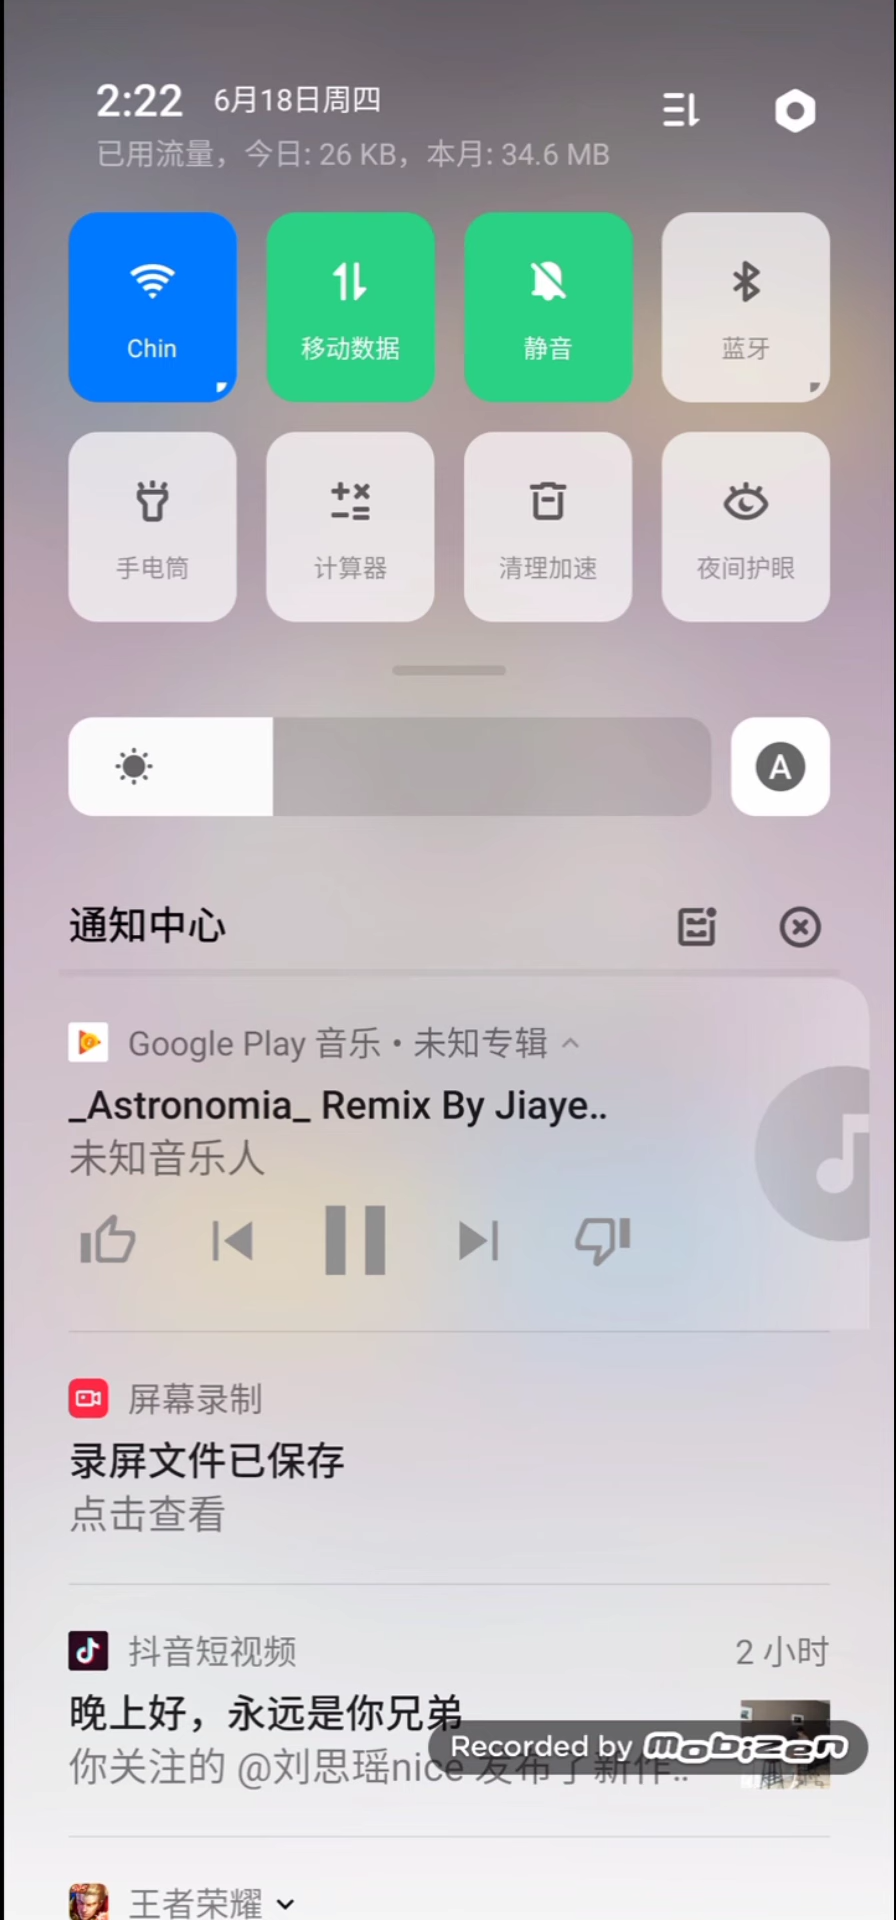 2:22 6月18日周四
已用流量，今日: 26 KB，本月: 34.6 MB
Chin 移动数据 静音 蓝牙
手电筒 计算器 清理加速 夜间护眼
A
通知中心
Google Play 音乐 • 未知专辑
_Astronomia_ Remix By Jiaye..
未知音乐人
屏幕录制
录屏文件已保存
点击查看
抖音短视频 2 小时
晚上好，永远是你兄弟
你关注的 @刘思瑶nice 发布了新作..
Recorded by mobizen
王者荣耀